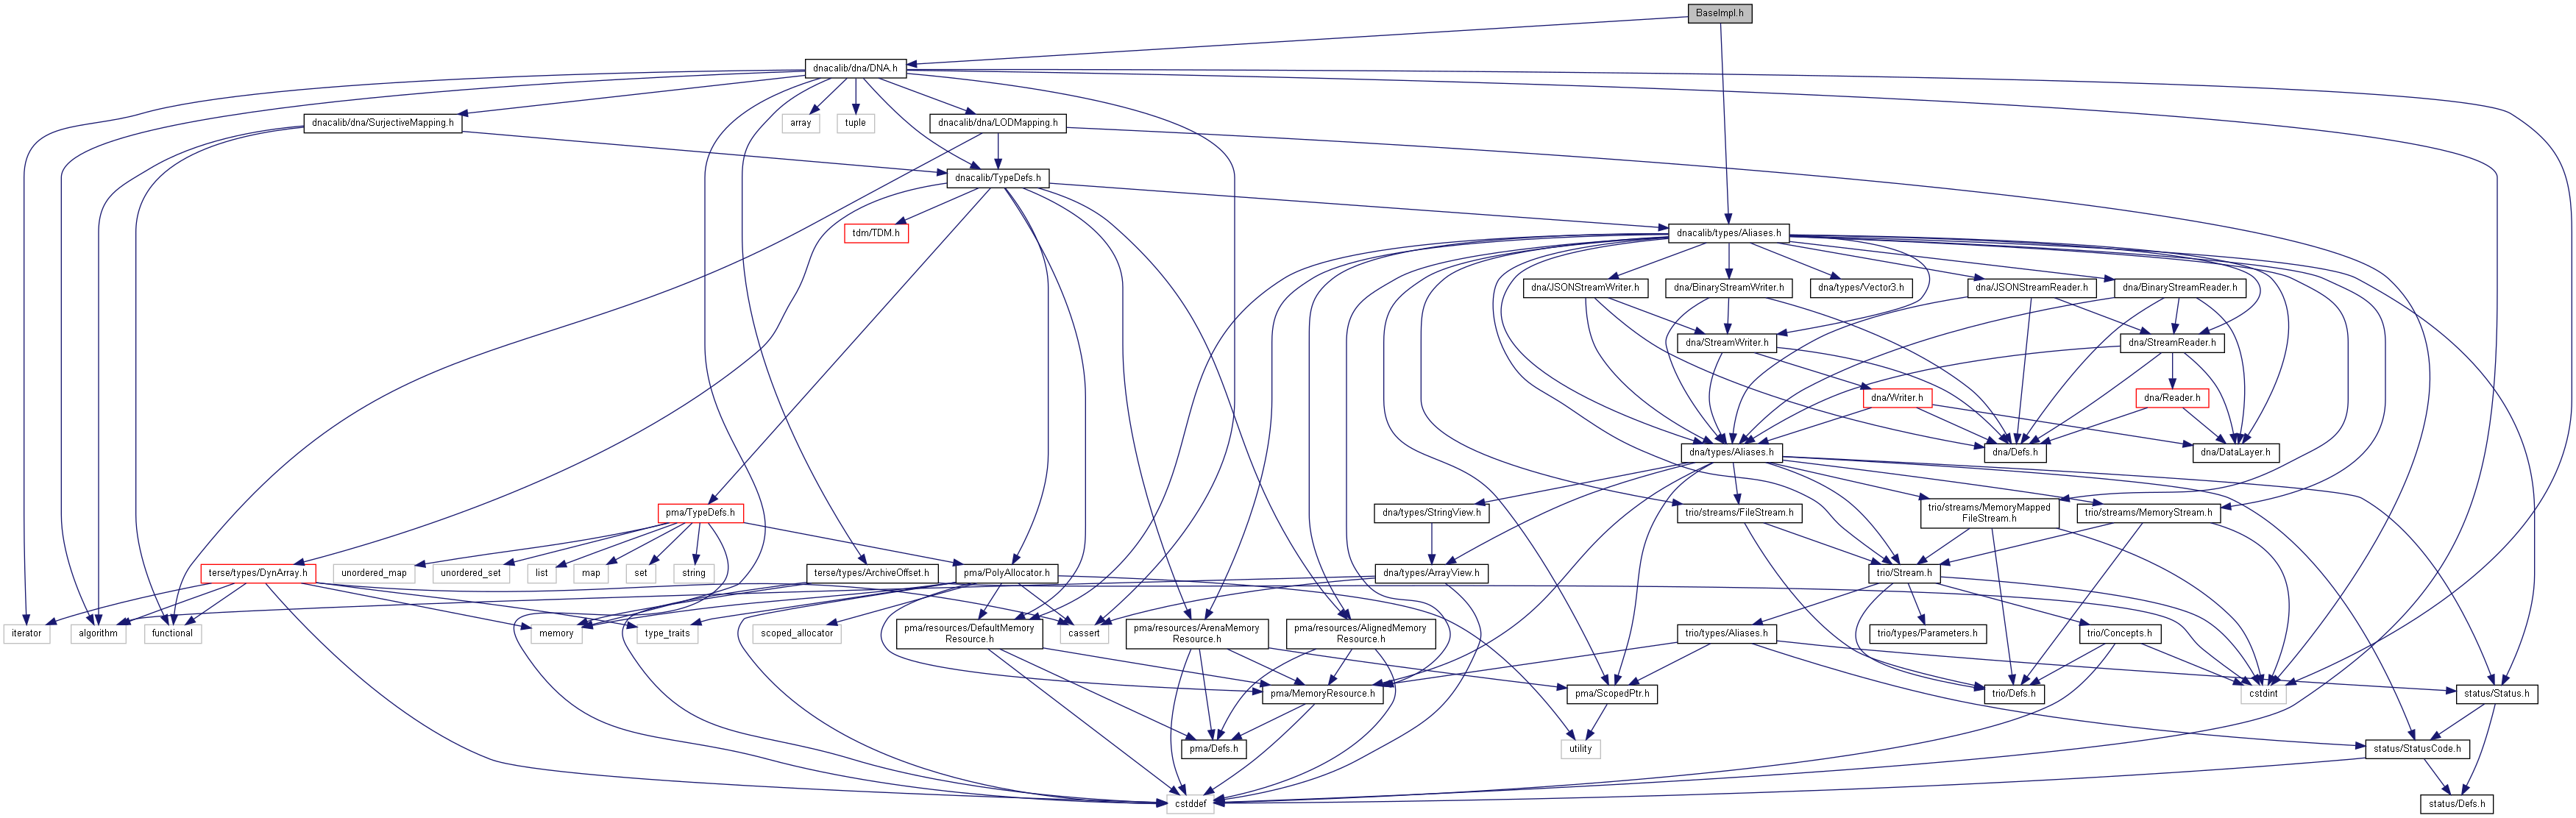 BaseImpl.h
dnacalib/dna/DNA.h
dnacalib/dna/SurjectiveMapping.h
array
tuple
dnacalib/dna/LODMapping.h
dnacalib/TypeDefs.h
tdm/TDM.h
dnacalib/types/Aliases.h
dna/JSONStreamWriter.h
dna/BinaryStreamWriter.h
dna/types/Vector3.h
dna/JSONStreamReader.h
dna/BinaryStreamReader.h
dna/StreamWriter.h
dna/StreamReader.h
dna/Writer.h
dna/Reader.h
dna/types/Aliases.h
dna/Defs.h
dna/DataLayer.h
pma/TypeDefs.h
dna/types/StringView.h
trio/streams/FileStream.h
trio/streams/MemoryMapped
FileStream.h
trio/streams/MemoryStream.h
terse/types/DynArray.h
unordered_map
unordered_set
list
map
set
string
terse/types/ArchiveOffset.h
pma/PolyAllocator.h
dna/types/ArrayView.h
trio/Stream.h
iterator
algorithm
functional
memory
type_traits
scoped_allocator
pma/resources/DefaultMemory
Resource.h
cassert
pma/resources/ArenaMemory
Resource.h
pma/resources/AlignedMemory
Resource.h
trio/types/Aliases.h
trio/types/Parameters.h
trio/Concepts.h
pma/MemoryResource.h
pma/ScopedPtr.h
trio/Defs.h
cstdint
status/Status.h
pma/Defs.h
utility
status/StatusCode.h
cstddef
status/Defs.h